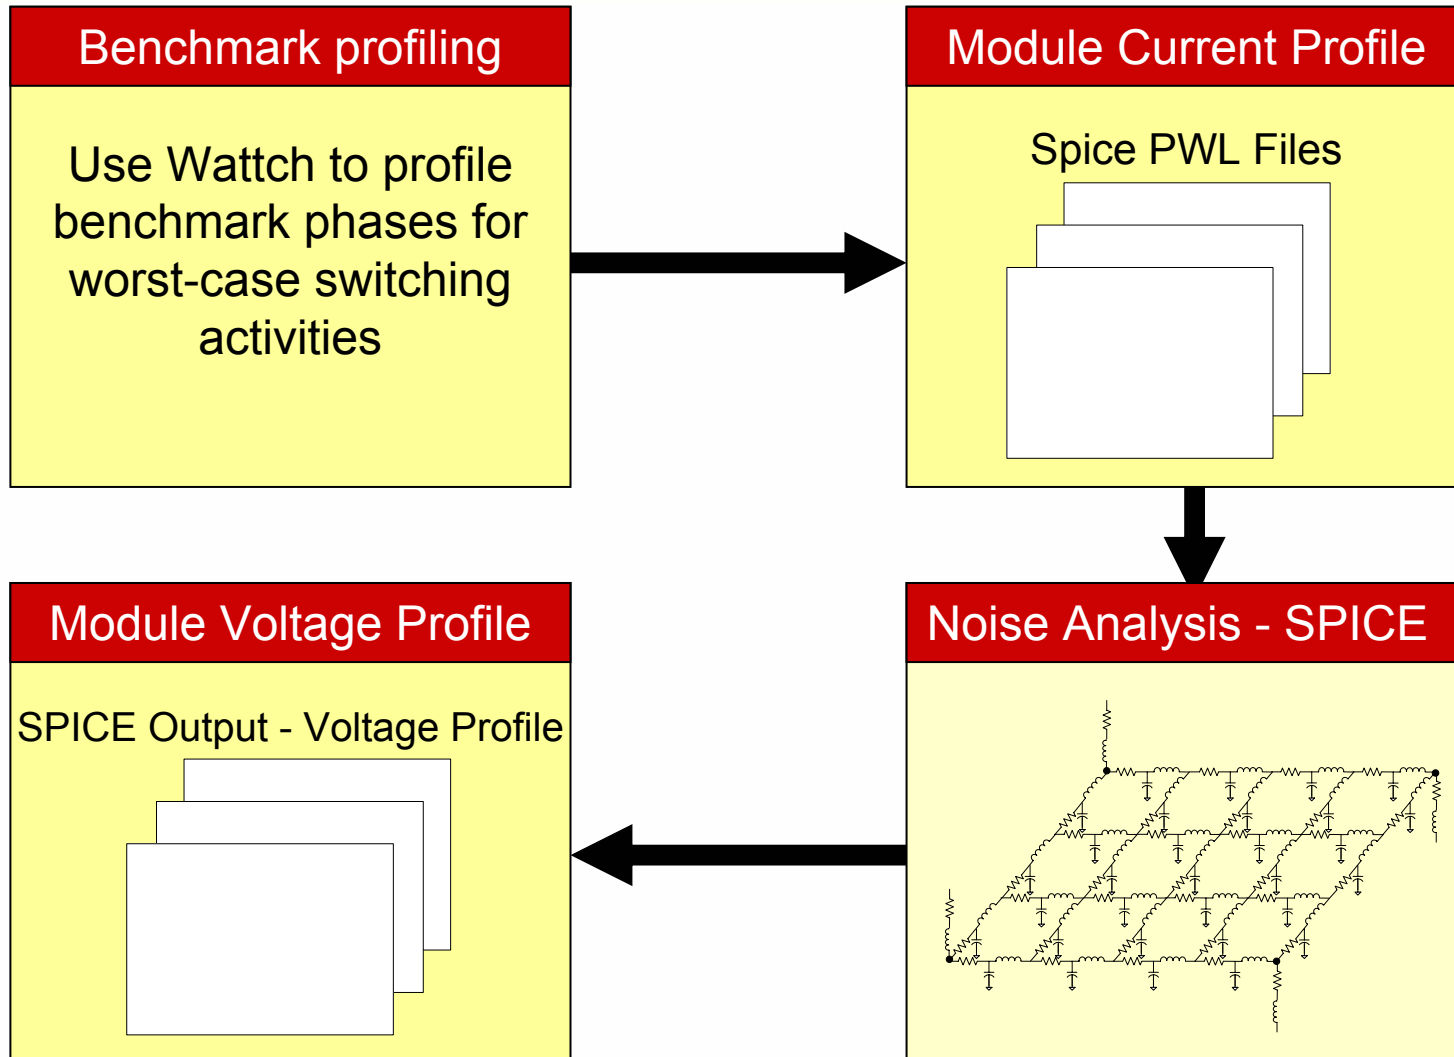 Benchmark profiling
Use Wattch to profile
benchmark phases for
worst-case switching
activities
Module Current Profile
Spice PWL Files
Module Voltage Profile
SPICE Output - Voltage Profile
Noise Analysis - SPICE